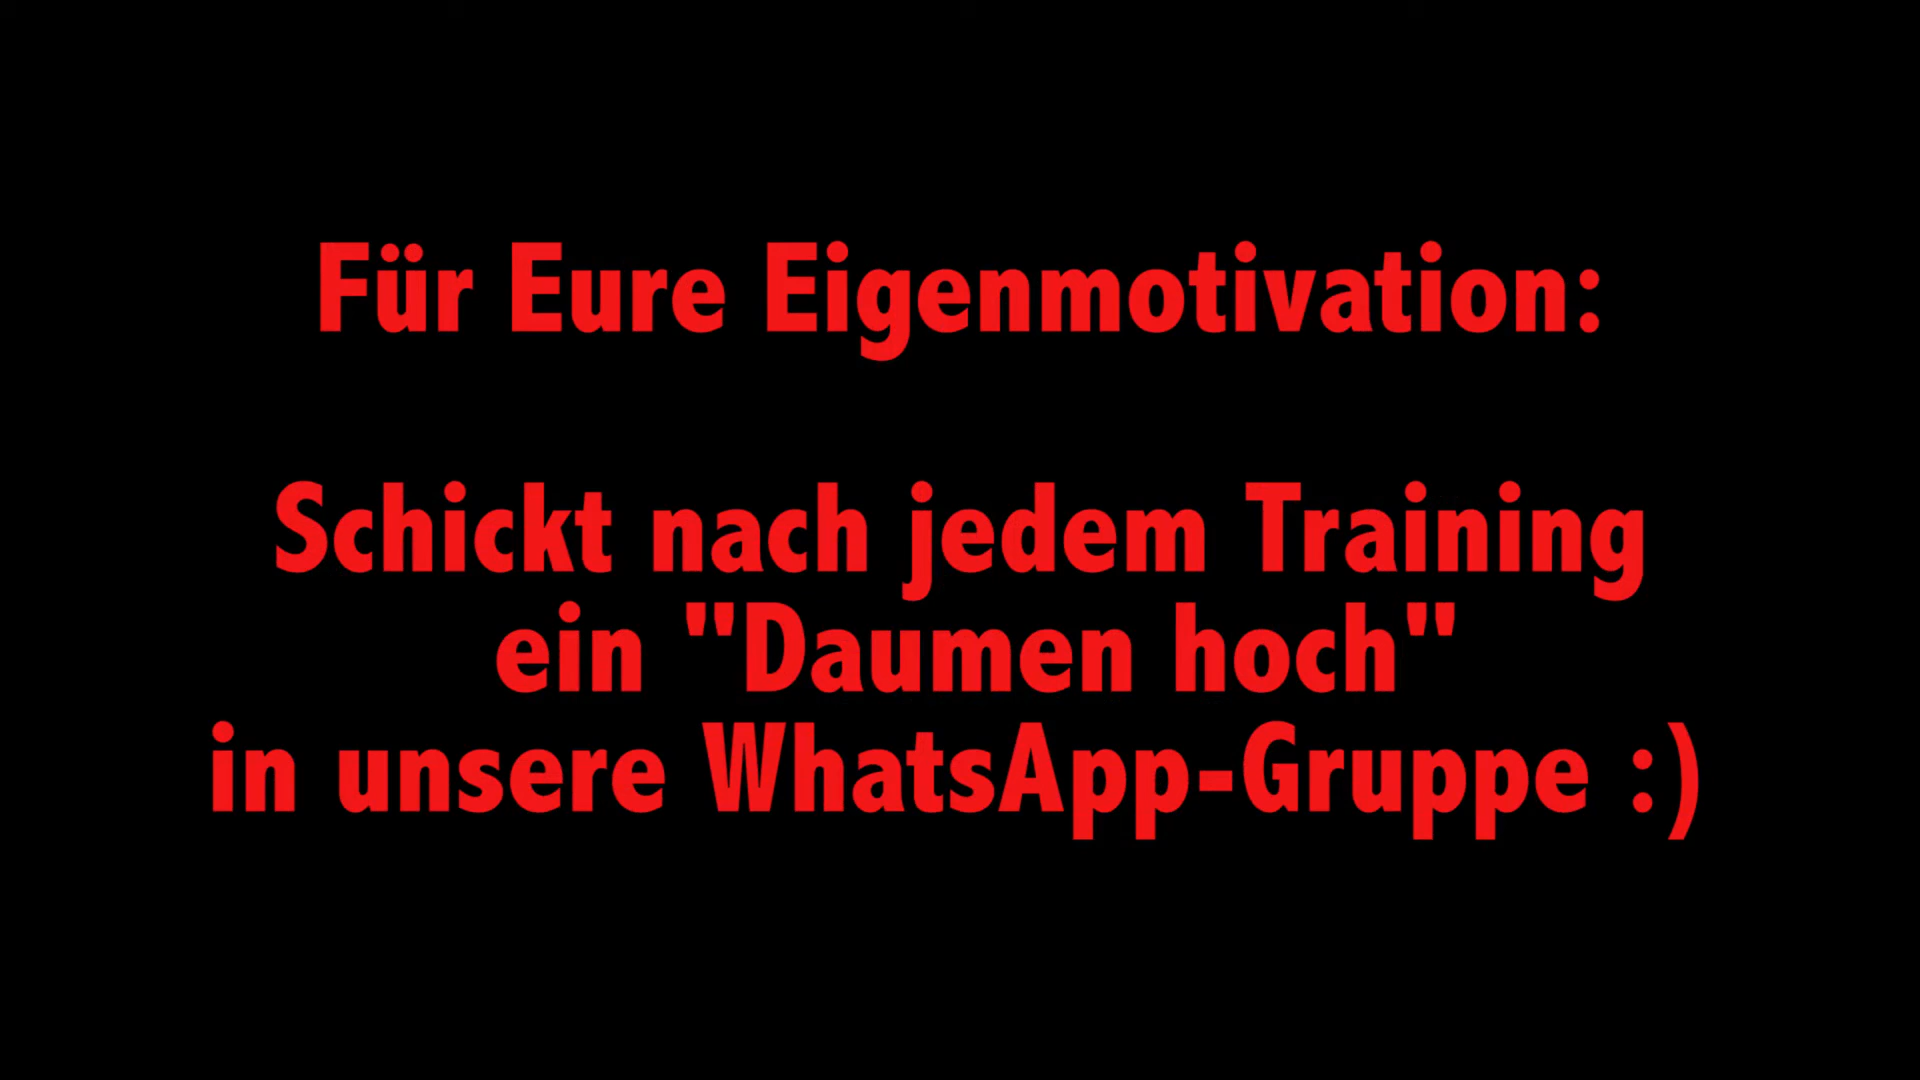 Für Eure Eigenmotivation:
Schickt nach jedem Training
ein "Daumen hoch"
in unsere WhatsApp-Gruppe :)